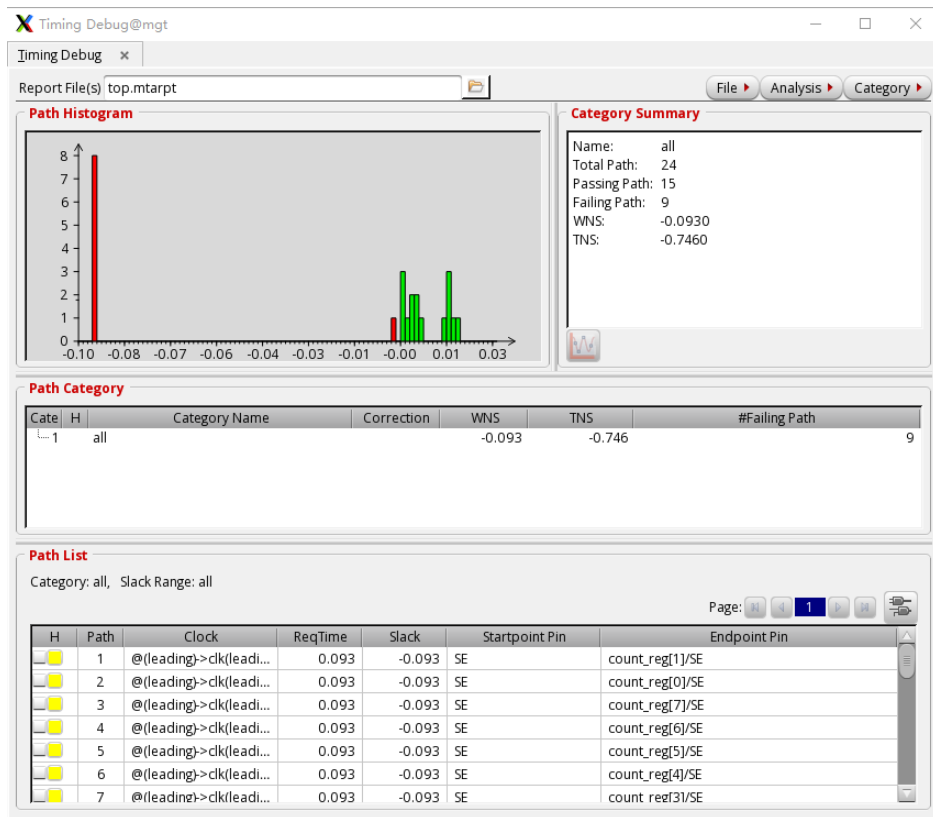 Timing Debug@mgt
Timing Debug ×
Report File(s) top.mtarpt File Analysis Category
Path Histogram
8
7
6
5
4
3
2
1
0
-0.10 -0.08 -0.07 -0.06 -0.04 -0.03 -0.01 -0.00 0.01 0.03
Category Summary
Name: all
Total Path: 24
Passing Path: 15
Failing Path: 9
WNS: -0.0930
TNS: -0.7460
Path Category
Cate H Category Name Correction WNS TNS #Failing Path
1 all -0.093 -0.746 9
Path List
Category: all, Slack Range: all
Page: 1
H Path Clock ReqTime Slack Startpoint Pin Endpoint Pin
1 @(leading)->clk(leadi... 0.093 -0.093 SE count_reg[1]/SE
2 @(leading)->clk(leadi... 0.093 -0.093 SE count_reg[0]/SE
3 @(leading)->clk(leadi... 0.093 -0.093 SE count_reg[7]/SE
4 @(leading)->clk(leadi... 0.093 -0.093 SE count_reg[6]/SE
5 @(leading)->clk(leadi... 0.093 -0.093 SE count_reg[5]/SE
6 @(leading)->clk(leadi... 0.093 -0.093 SE count_reg[4]/SE
7 @(leading)->clk(leadi... 0.093 -0.093 SE count_reg[3]/SE